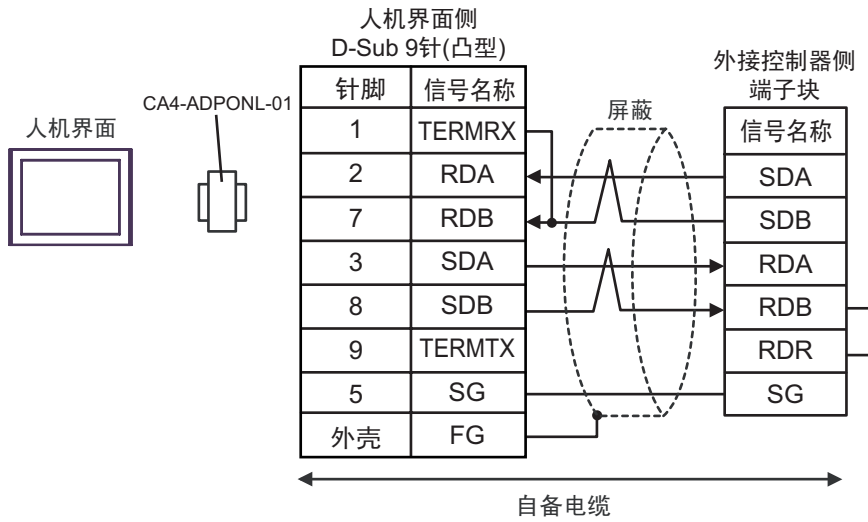 人机界面侧
D-Sub 9针(凸型)
外接控制器侧
端子块
CA4-ADPONL-01
人机界面
屏蔽
针脚 信号名称
1 TERMRX
2 RDA
7 RDB
3 SDA
8 SDB
9 TERMTX
5 SG
外壳 FG
信号名称
SDA
SDB
RDA
RDB
RDR
SG
自备电缆